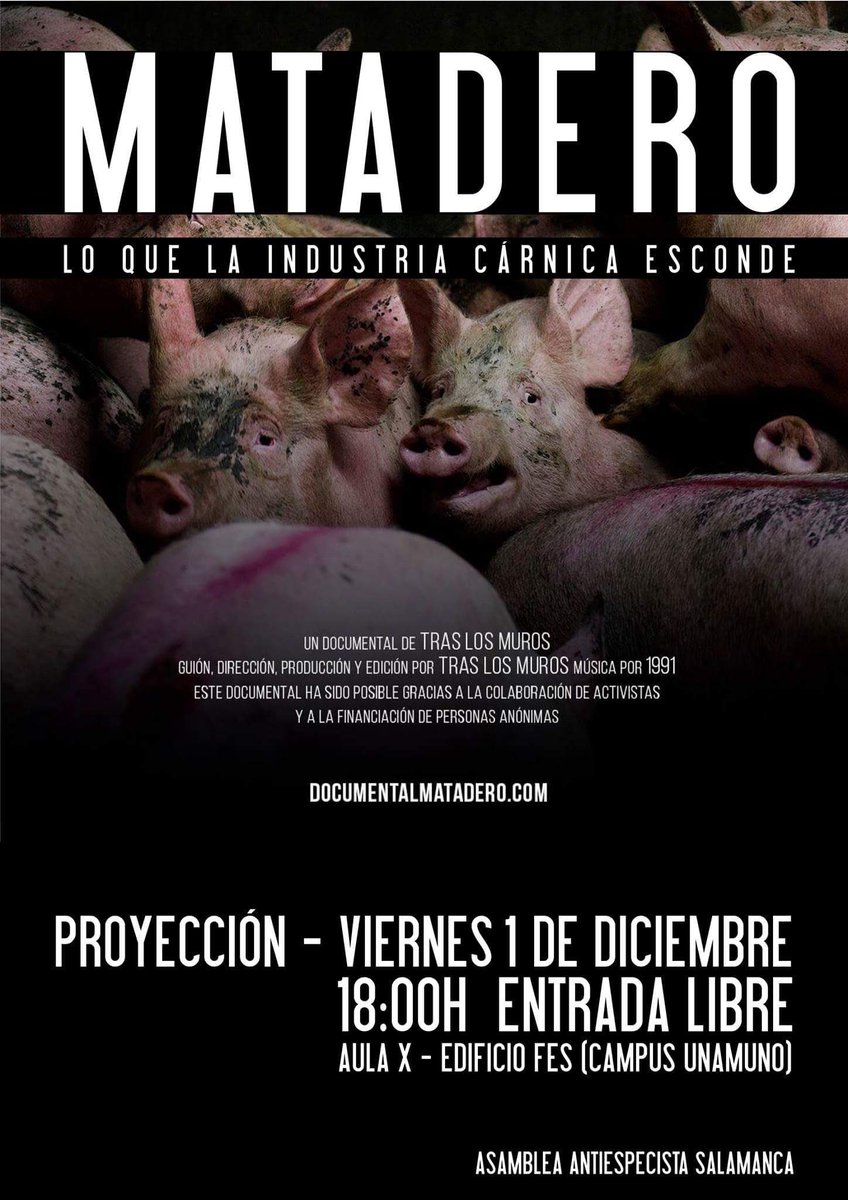 MATADERO
LO QUE LA INDUSTRIA CÁRNICA ESCONDE
UN DOCUMENTAL DE TRAS LOS MUROS
GUIÓN, DIRECCIÓN, PRODUCCIÓN Y EDICIÓN POR TRAS LOS MUROS MÚSICA POR 1991
ESTE DOCUMENTAL HA SIDO POSIBLE GRACIAS A LA COLABORACIÓN DE ACTIVISTAS
Y A LA FINANCIACIÓN DE PERSONAS ANÓNIMAS
DOCUMENTALMATADERO.COM
PROYECCIÓN - VIERNES 1 DE DICIEMBRE
18:00H ENTRADA LIBRE
AULA X - EDIFICIO FES (CAMPUS UNAMUNO)
ASAMBLEA ANTIESPECISTA SALAMANCA